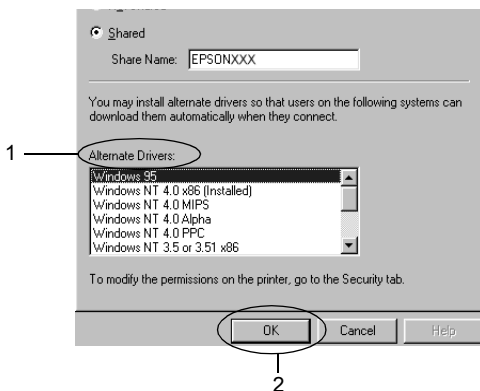 Shared
Share Name: EPSONXXX
You may install alternate drivers so that users on the following systems can
download them automatically when they connect.
1
Alternate Drivers:
Windows 95
Windows NT 4.0 x86 (Installed)
Windows NT 4.0 MIPS
Windows NT 4.0 Alpha
Windows NT 4.0 PPC
Windows NT 3.5 or 3.51 x86
To modify the permissions on the printer, go to the Security tab.
OK Cancel Help
2